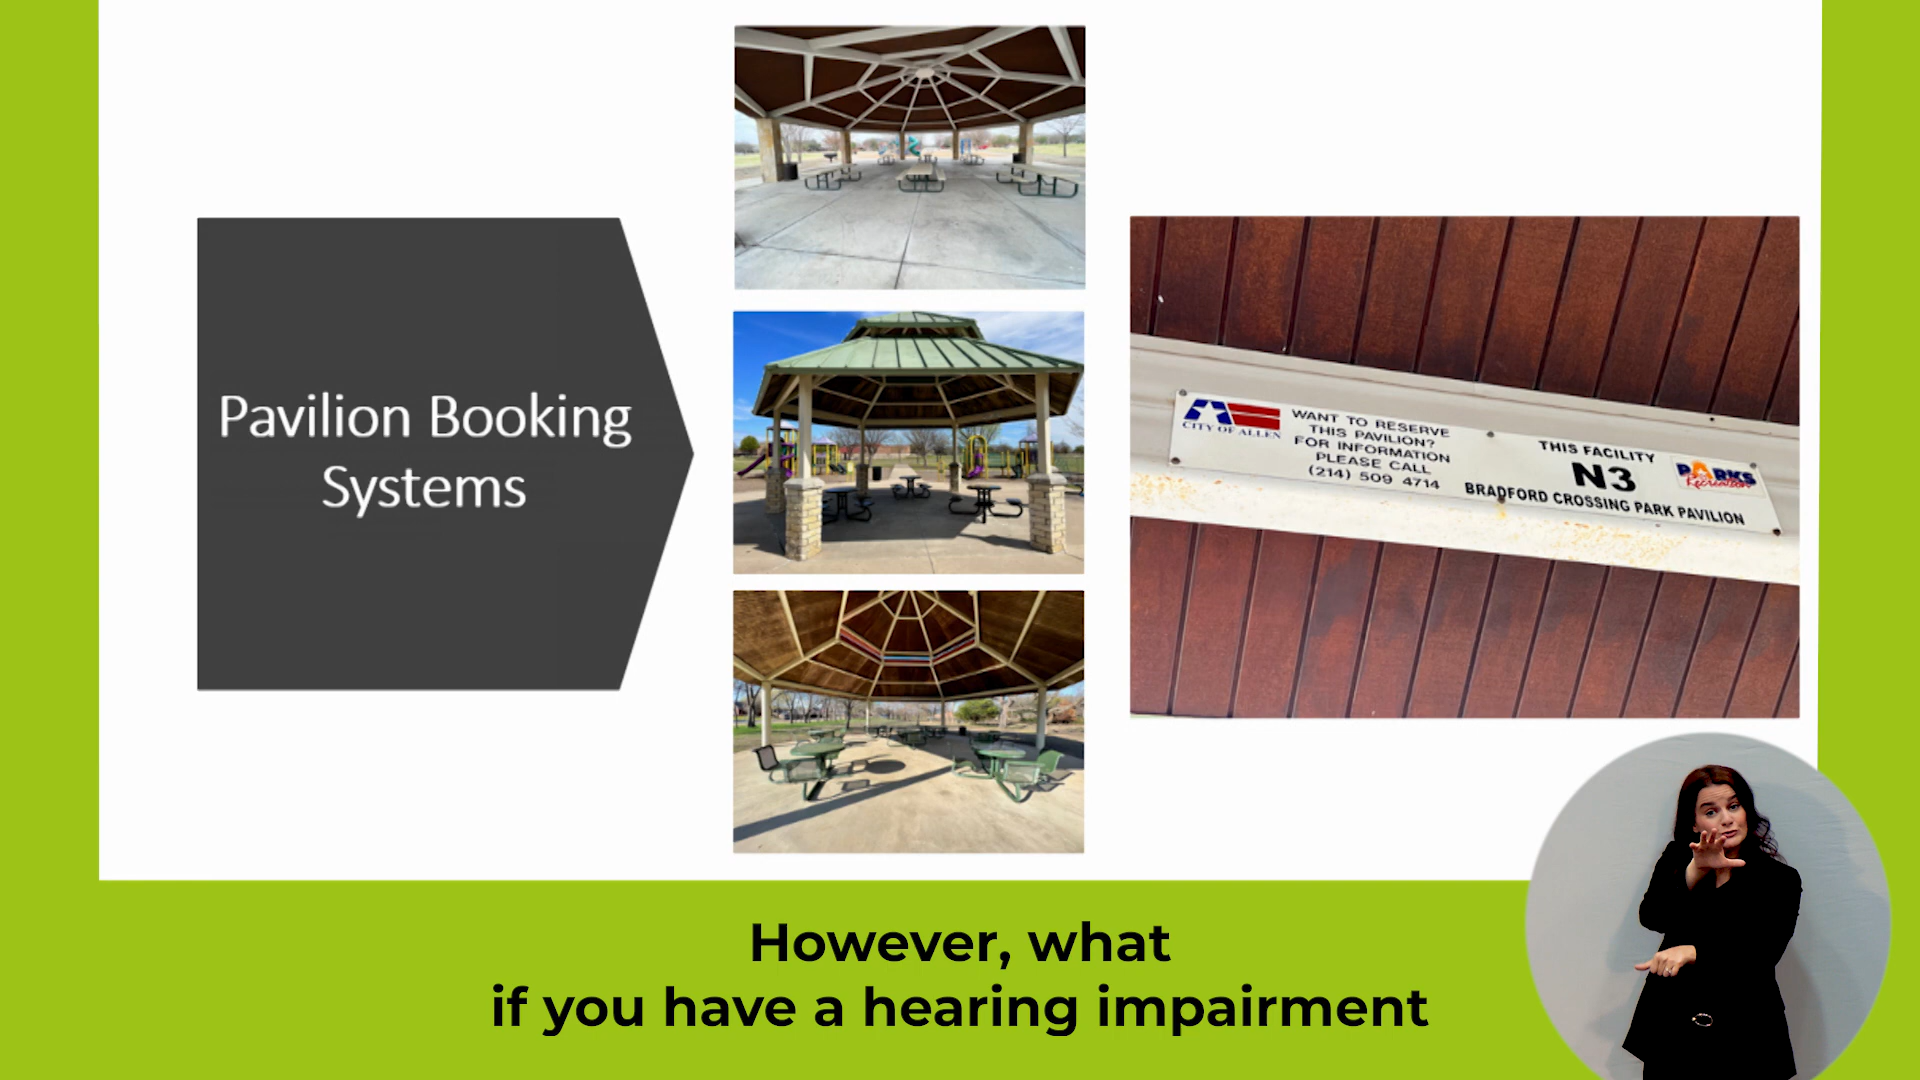 Pavilion Booking
Systems
CITY OF ALLEN
WANT TO RESERVE
THIS PAVILION?
FOR INFORMATION
PLEASE CALL
(214) 509 4714
THIS FACILITY
N3
BRADFORD CROSSING PARK PAVILION
PARKS
Recreation
However, what
if you have a hearing impairment